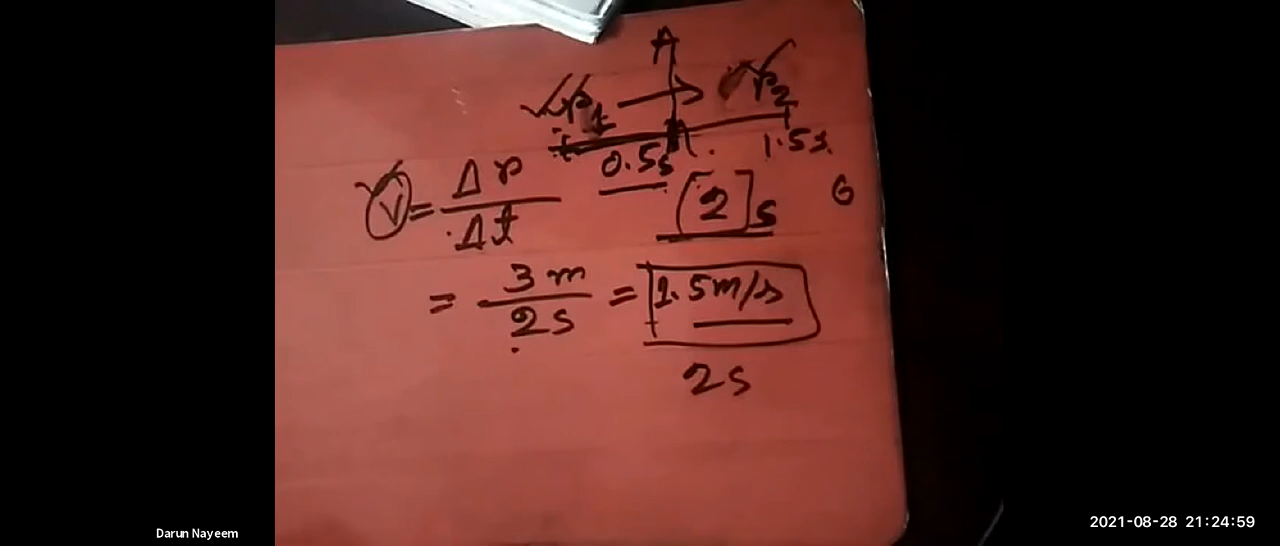 A
r₁ → r₂
0.5s 1.5s
V = Δr / Δt
[2]s
= 3m / 2s = 1.5m/s
2s
Darun Nayeem
2021-08-28 21:24:59